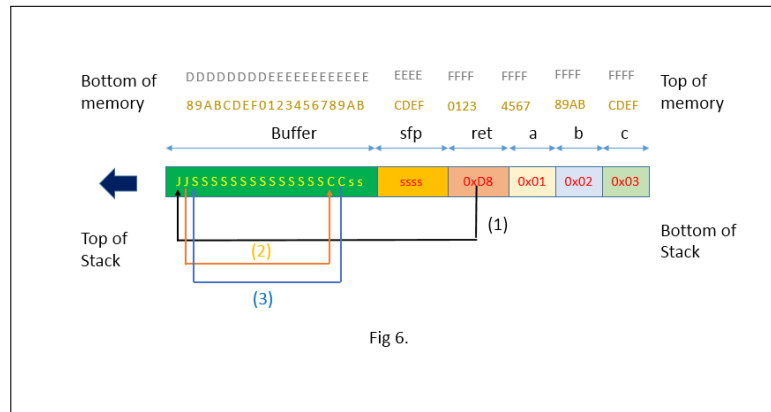 Bottom of
memory
DDDDDDDDEEEEEEEEEEEE EEEE FFFF FFFF FFFF FFFF
89ABCDEF0123456789AB CDEF 0123 4567 89AB CDEF
Top of
memory
Buffer sfp ret a b c
JJSSSSSSSSSSSSSSCCss ssss 0xD8 0x01 0x02 0x03
Top of
Stack
(1)
(2)
(3)
Bottom of
Stack
Fig 6.